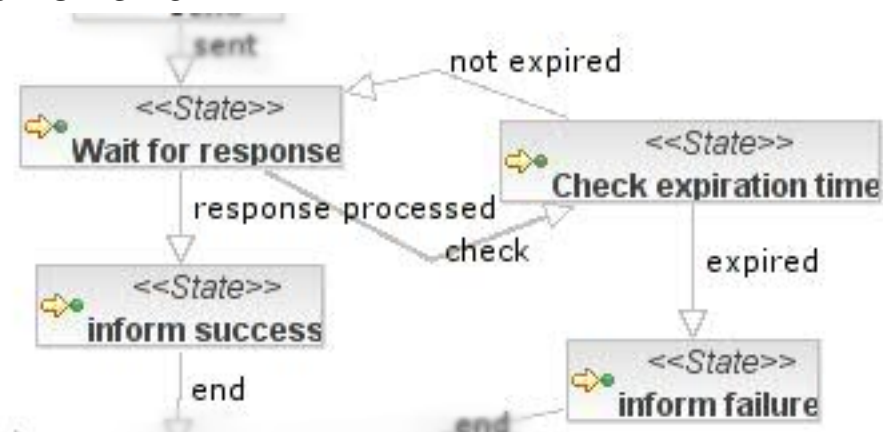 sent
not expired
<<State>>
Wait for response
<<State>>
Check expiration time
response processed
check
expired
<<State>>
inform success
<<State>>
inform failure
end
end